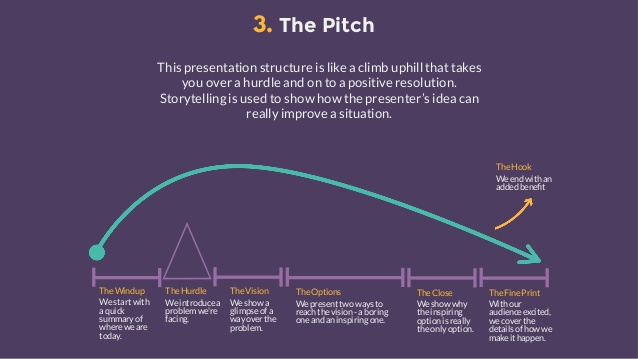 3. The Pitch
This presentation structure is like a climb uphill that takes
you over a hurdle and on to a positive resolution.
Storytelling is used to show how the presenter's idea can
really improve a situation.
The Hook
We end with an
added benefit
The Windup
We start with
a quick
summary of
where we are
today.
The Hurdle
We introduce a
problem we're
facing.
The Vision
We show a
glimpse of a
way over the
problem.
The Options
We present two ways to
reach the vision - a boring
one and an inspiring one.
The Close
We show why
the inspiring
option is really
the only option.
The Fine Print
With our
audience excited,
we cover the
details of how we
make it happen.